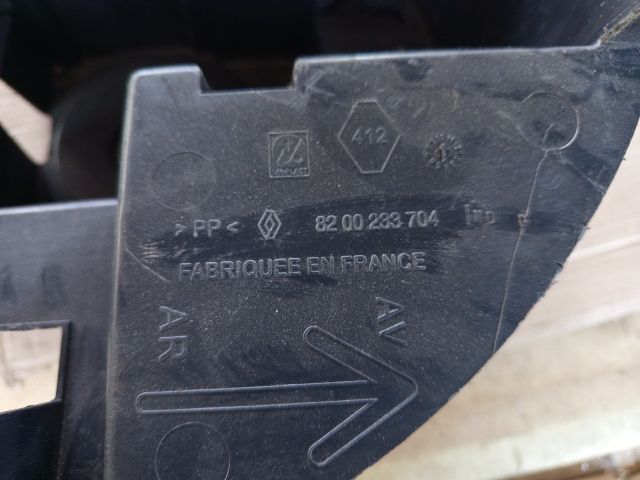 412
>PP< 82 00 233 704
FABRIQUEE EN FRANCE
AR
AV